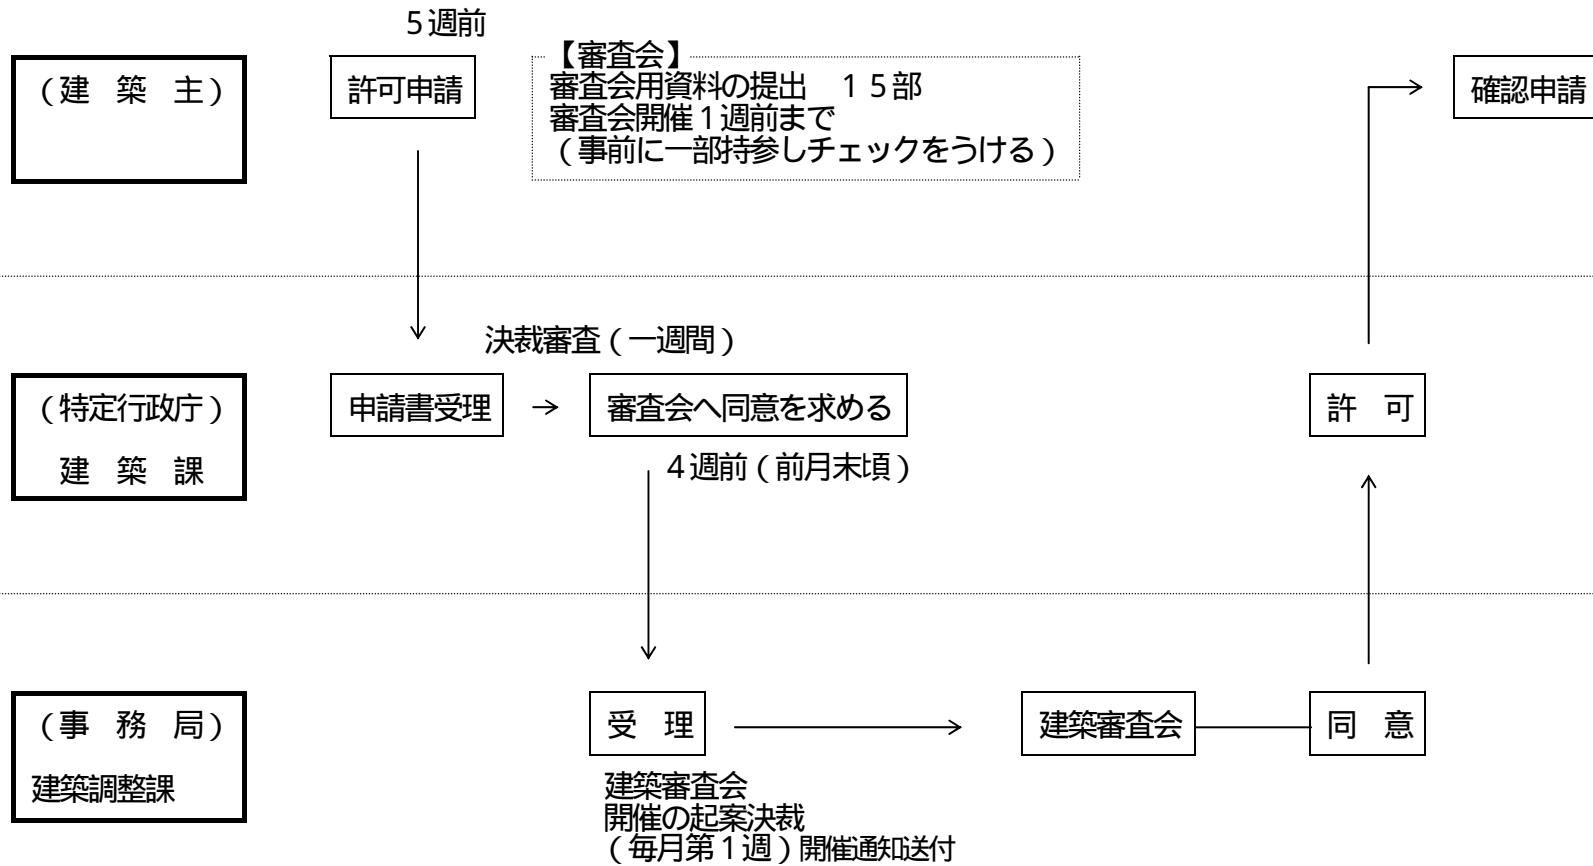 ５週前
（建　築　主）
許可申請
【審査会】
審査会用資料の提出　１５部
審査会開催１週前まで
（事前に一部持参しチェックをうける）
確認申請
決裁審査（一週間）
（特定行政庁）
建　築　課
申請書受理
審査会へ同意を求める
許　可
４週前（前月末頃）
（事　務　局）
建築調整課
受　理
建築審査会
同　意
建築審査会
開催の起案決裁
（毎月第１週）開催通知送付